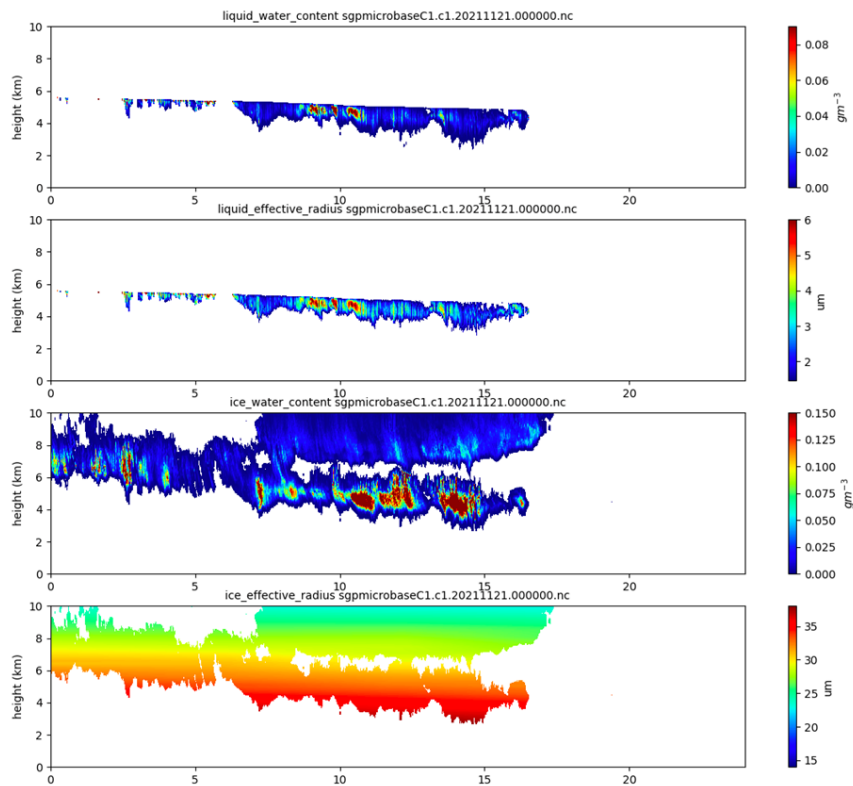 liquid_water_content sgpmicrobaseC1.c1.20211121.000000.nc
10
8
6
4
2
0
height (km)
0 5 10 15 20
0.08
0.06
0.04
0.02
0.00
gm⁻³
liquid_effective_radius sgpmicrobaseC1.c1.20211121.000000.nc
10
8
6
4
2
0
height (km)
0 5 10 15 20
6
5
4
3
2
um
ice_water_content sgpmicrobaseC1.c1.20211121.000000.nc
10
8
6
4
2
0
height (km)
0 5 10 15 20
0.150
0.125
0.100
0.075
0.050
0.025
0.000
gm⁻³
ice_effective_radius sgpmicrobaseC1.c1.20211121.000000.nc
10
8
6
4
2
0
height (km)
0 5 10 15 20
35
30
25
20
15
um